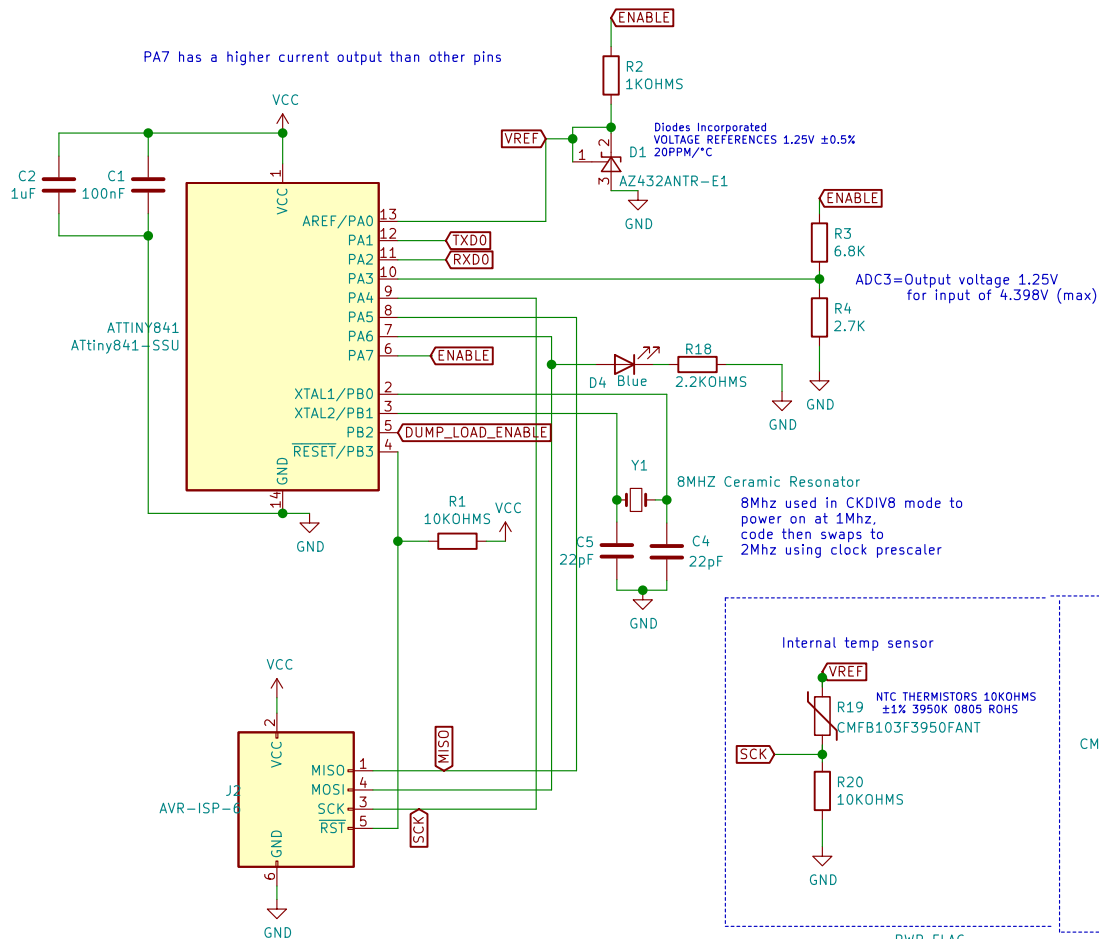 ENABLE
PA7 has a higher current output than other pins
R2
1KOHMS
VCC
VREF
2
1
3
D1
Diodes Incorporated
VOLTAGE REFERENCES 1.25V ±0.5%
20PPM/°C
AZ432ANTR-E1
GND
C2
1uF
C1
100nF
1
VCC
AREF/PA0 13
PA1 12 TXD0
PA2 11 RXD0
PA3 10
PA4 9
PA5 8
PA6 7
PA7 6 ENABLE
XTAL1/PB0 2
XTAL2/PB1 3
PB2 5 DUMP_LOAD_ENABLE
RESET/PB3 4
ATTINY841
ATtiny841-SSU
GND
14
GND
ENABLE
R3
6.8K
ADC3=Output voltage 1.25V
for input of 4.398V (max)
R4
2.7K
GND
D4
Blue
R18
2.2KOHMS
GND
Y1
8MHZ Ceramic Resonator
8Mhz used in CKDIV8 mode to
power on at 1Mhz,
code then swaps to
2Mhz using clock prescaler
R1
10KOHMS
VCC
C5
22pF
C4
22pF
GND
Internal temp sensor
VREF
NTC THERMISTORS 10KOHMS
±1% 3950K 0805 ROHS
R19
CMFB103F3950FANT
SCK
R20
10KOHMS
GND
CM
VCC
2
VCC
MISO
MISO 1
MOSI 4
SCK 3
RST 5
J2
AVR-ISP-6
SCK
GND
6
GND
PWR FLAG